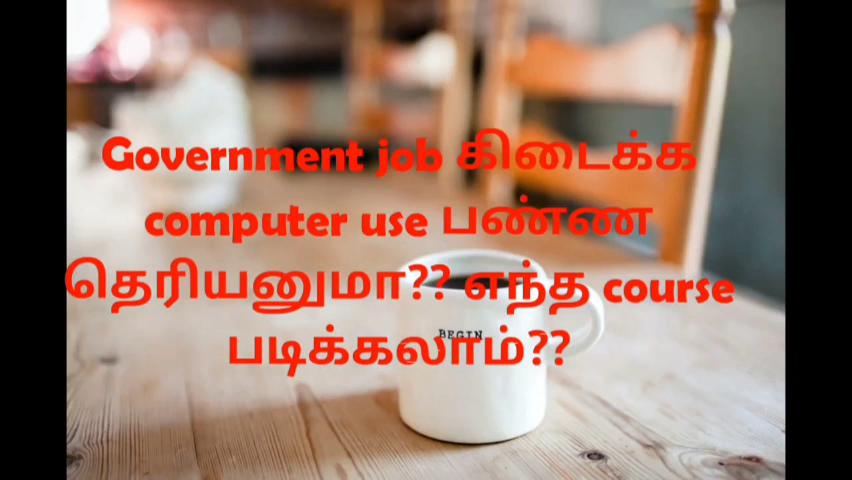 Government job கிடைக்க
computer use பண்ண
தெரியனுமா?? எந்த course
படிக்கலாம்??
BEGIN